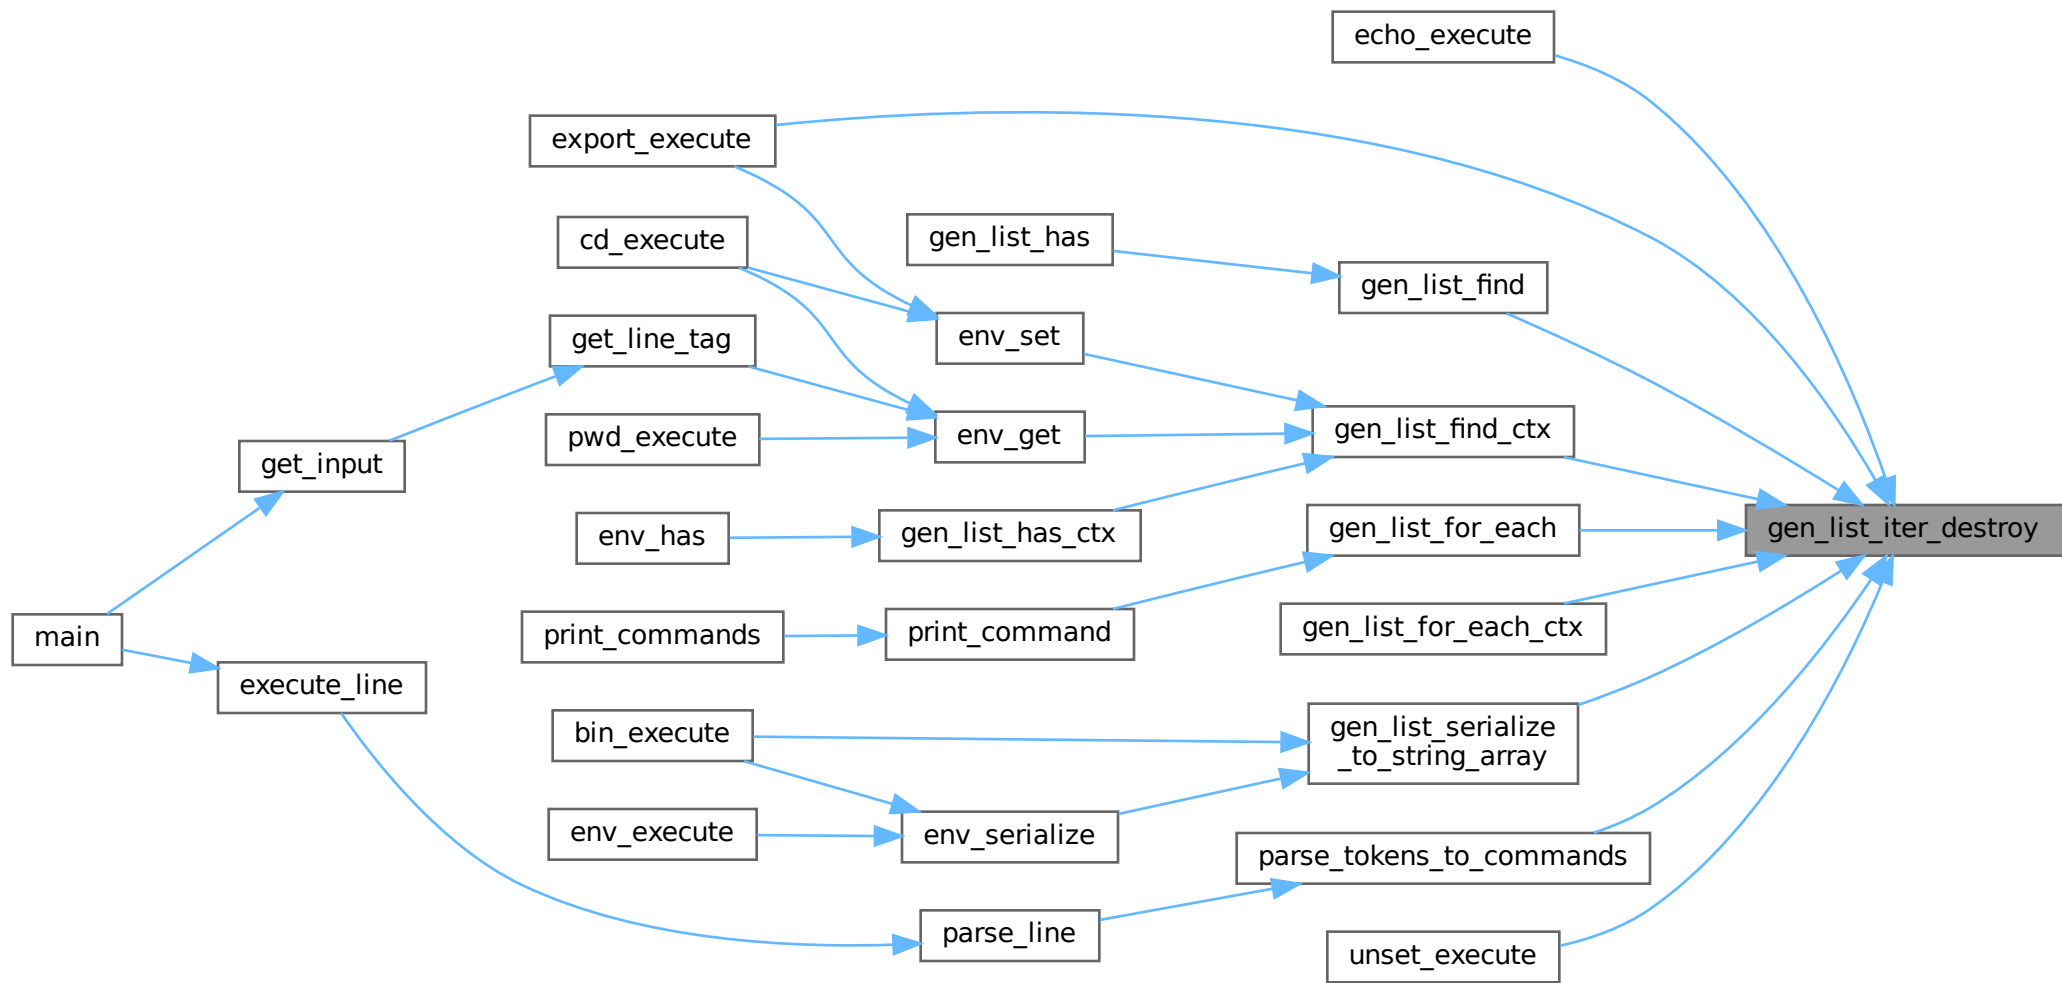 echo_execute
export_execute
cd_execute
gen_list_has
gen_list_find
get_line_tag
env_set
pwd_execute
env_get
gen_list_find_ctx
get_input
env_has
gen_list_has_ctx
gen_list_for_each
gen_list_iter_destroy
main
print_commands
print_command
gen_list_for_each_ctx
execute_line
bin_execute
gen_list_serialize
_to_string_array
env_execute
env_serialize
parse_tokens_to_commands
parse_line
unset_execute